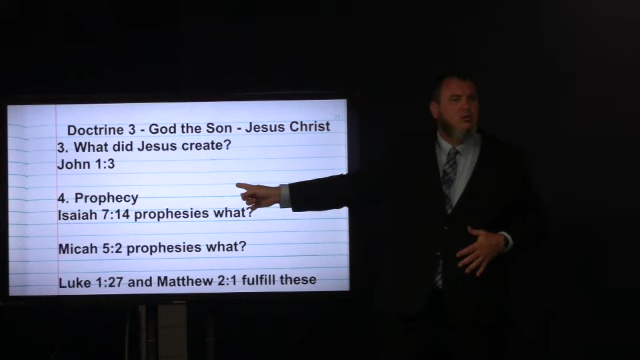 Doctrine 3 - God the Son - Jesus Christ
3. What did Jesus create?
John 1:3
4. Prophecy
Isaiah 7:14 prophesies what?
Micah 5:2 prophesies what?
Luke 1:27 and Matthew 2:1 fulfill these